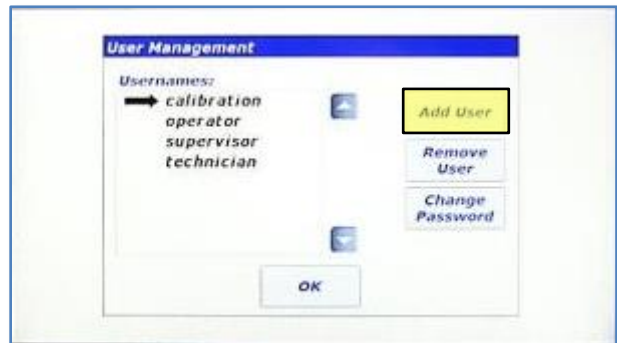 User Management
Usernames:
calibration
operator
supervisor
technician
Add User
Remove
User
Change
Password
OK